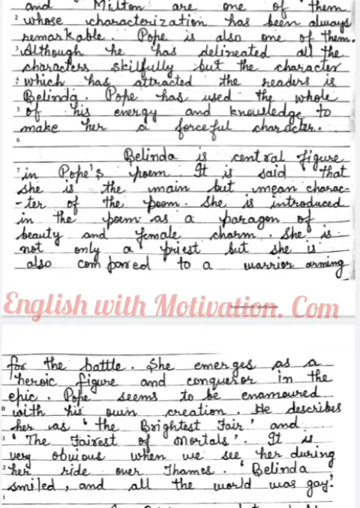 and Milton are one of them
whose characterization has been always
remarkable. Pope is also one of them.
Although he has delineated all the
characters skilfully but the character
which has attracted the readers is
Belinda. Pope has used the whole
of his energy and knowledge to
make her a forceful character.
Belinda is central figure
in Pope's poem. It is said that
she is the main but mean charac-
-ter of the poem. She is introduced
in the poem as a paragon of
beauty and female charm. She is
not only a priest but she is
also compared to a warrior arming
English with Motivation. Com
for the battle. She emerges as a
heroic figure and conqueror in the
epic. Pope seems to be enamoured
with his own creation. He describes
her as 'the Brightest Fair' and
'The Fairest of Mortals'. It is
very obvious when we see her during
her ride over Thames. 'Belinda
smiled, and all the world was gay!